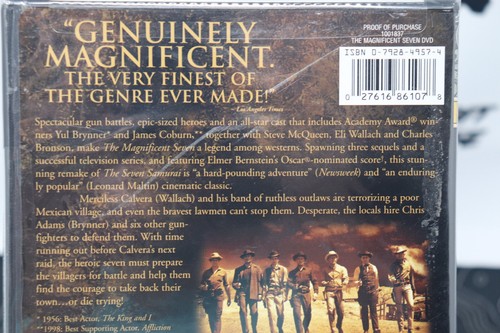 "GENUINELY
MAGNIFICENT.
THE VERY FINEST OF
THE GENRE EVER MADE!"
- Los Angeles Times
PROOF OF PURCHASE
1001837
THE MAGNIFICENT SEVEN DVD
ISBN 0-7928-4957-4
0 27616 86107 8
Spectacular gun battles, epic-sized heroes and an all-star cast that includes Academy Award® win-
ners Yul Brynner* and James Coburn,** together with Steve McQueen, Eli Wallach and Charles
Bronson, make The Magnificent Seven a legend among westerns. Spawning three sequels and a
successful television series, and featuring Elmer Bernstein's Oscar®-nominated score†, this stun-
ning remake of The Seven Samurai is "a hard-pounding adventure" (Newsweek) and "an enduring-
ly popular" (Leonard Maltin) cinematic classic.
Merciless Calvera (Wallach) and his band of ruthless outlaws are terrorizing a poor
Mexican village, and even the bravest lawmen can't stop them. Desperate, the locals hire Chris
Adams (Brynner) and six other gun-
fighters to defend them. With time
running out before Calvera's next
raid, the heroic seven must prepare
the villagers for battle and help them
find the courage to take back their
town...or die trying!
* 1956: Best Actor, The King and I
**1998: Best Supporting Actor, Affliction